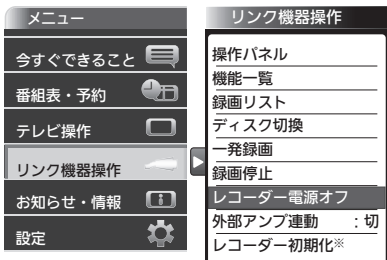 メニュー
今すぐできること
番組表・予約
テレビ操作
リンク機器操作
お知らせ・情報
設定
リンク機器操作
操作パネル
機能一覧
録画リスト
ディスク切換
一発録画
録画停止
レコーダー電源オフ
外部アンプ連動 :切
レコーダー初期化※